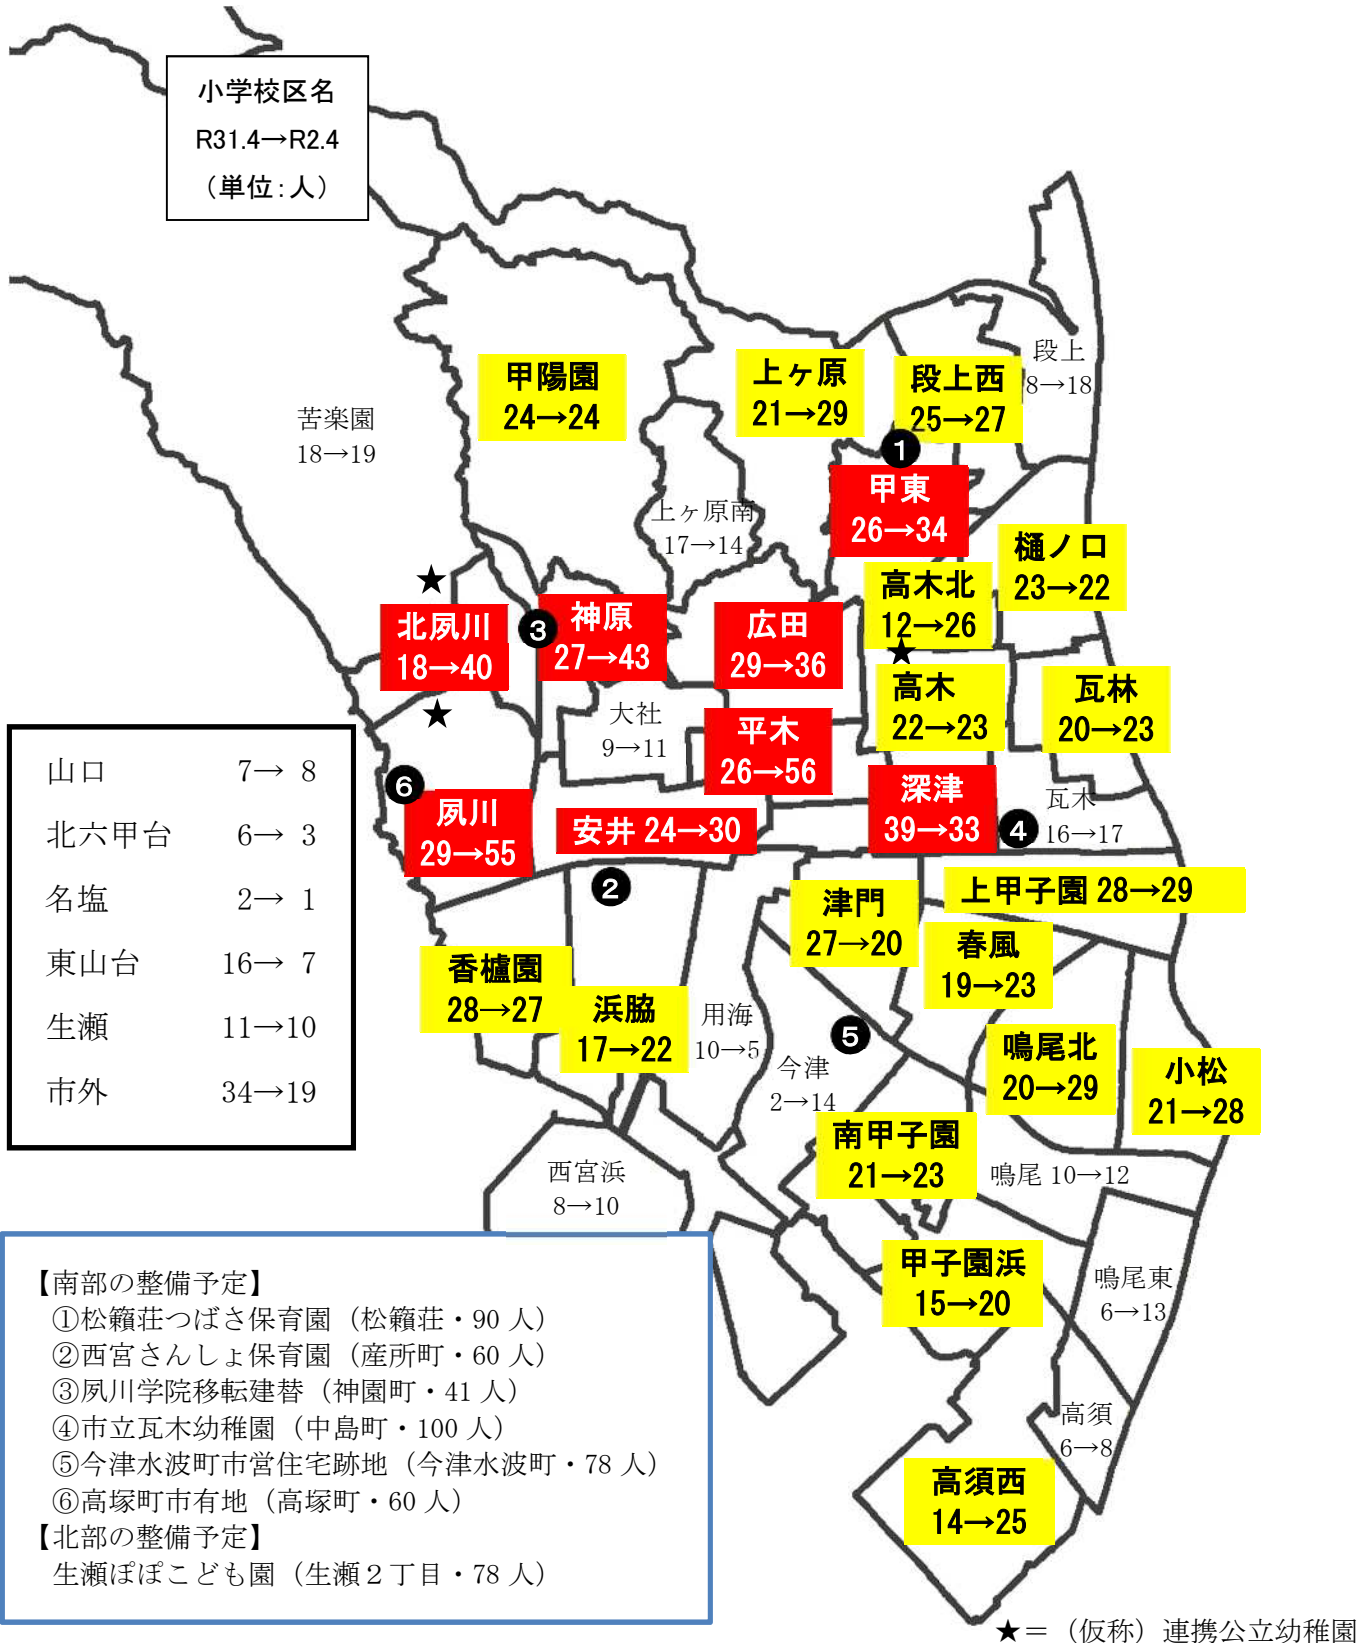 小学校区名
R31.4→R2.4
（単位：人）
段上
8→18
甲陽園
24→24
上ヶ原
21→29
段上西
25→27
苦楽園
18→19
❶
甲東
26→34
上ヶ原南
17→14
樋ノ口
23→22
高木北
12→26
★
北夙川
18→40
❸
神原
27→43
広田
29→36
★
高木
22→23
瓦林
20→23
★
大社
9→11
平木
26→56
❻
夙川
29→55
安井 24→30
深津
39→33
❹
瓦木
16→17
山口 7→ 8
北六甲台 6→ 3
名塩 2→ 1
東山台 16→ 7
生瀬 11→10
市外 34→19
❷
上甲子園 28→29
津門
27→20
春風
19→23
香櫨園
28→27
浜脇
17→22
用海
10→5
❺
今津
2→14
鳴尾北
20→29
小松
21→28
南甲子園
21→23
鳴尾 10→12
西宮浜
8→10
甲子園浜
15→20
鳴尾東
6→13
高須
6→8
高須西
14→25
【南部の整備予定】
①松籟荘つばさ保育園（松籟荘・90 人）
②西宮さんしょ保育園（産所町・60 人）
③夙川学院移転建替（神園町・41 人）
④市立瓦木幼稚園（中島町・100 人）
⑤今津水波町市営住宅跡地（今津水波町・78 人）
⑥高塚町市有地（高塚町・60 人）
【北部の整備予定】
生瀬ぽぽこども園（生瀬２丁目・78 人）
★＝（仮称）連携公立幼稚園